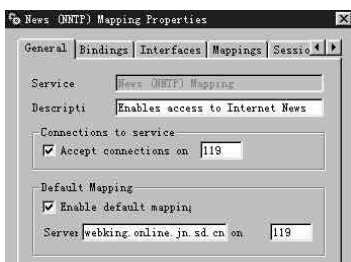 News (NNTP) Mapping Properties
General Bindings Interfaces Mappings Sessio
Service News (NNTP) Mapping
Descripti Enables access to Internet News
Connections to service
Accept connections on 119
Default Mapping
Enable default mapping
Server webking.online.jn.sd.cn on 119